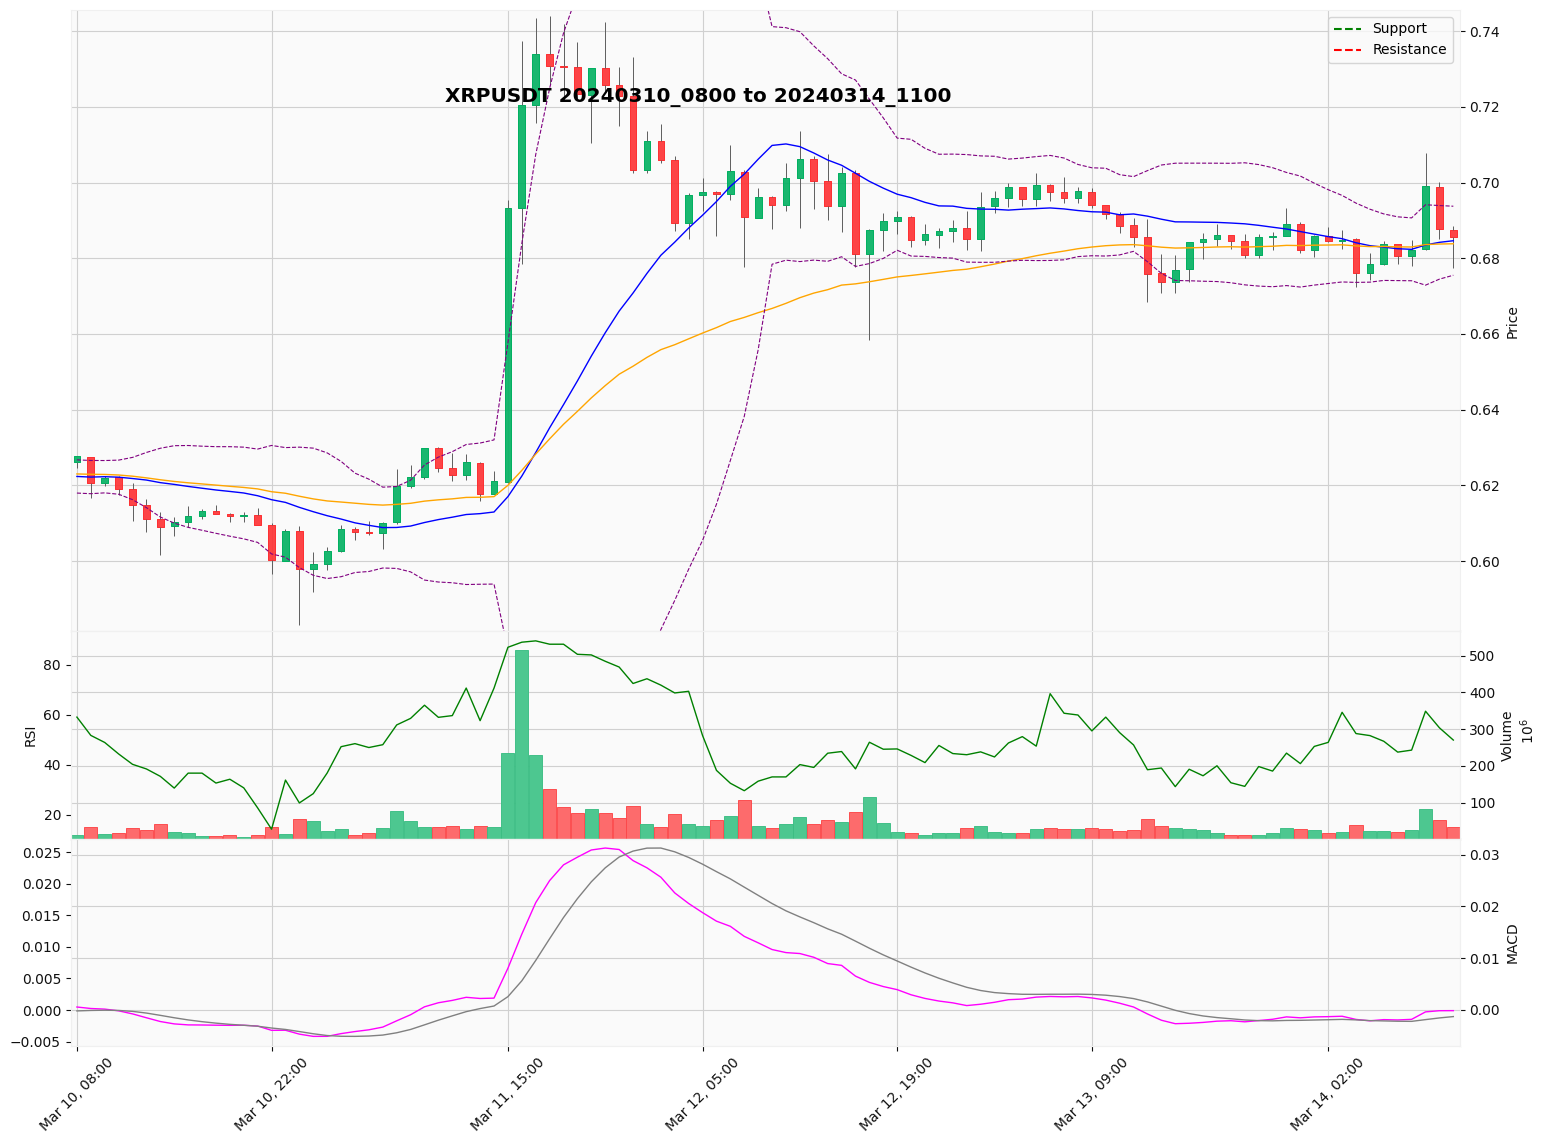 XRPUSDT 20240310_0800 to 20240314_1100
Support
Resistance
0.74
0.72
0.70
0.68
0.66
0.64
0.62
0.60
Price
80
60
40
20
RSI
500
400
300
200
100
Volume
10^6
0.025
0.020
0.015
0.010
0.005
0.000
−0.005
0.03
0.02
0.01
0.00
MACD
Mar 10, 08:00
Mar 10, 22:00
Mar 11, 15:00
Mar 12, 05:00
Mar 12, 19:00
Mar 13, 09:00
Mar 14, 02:00